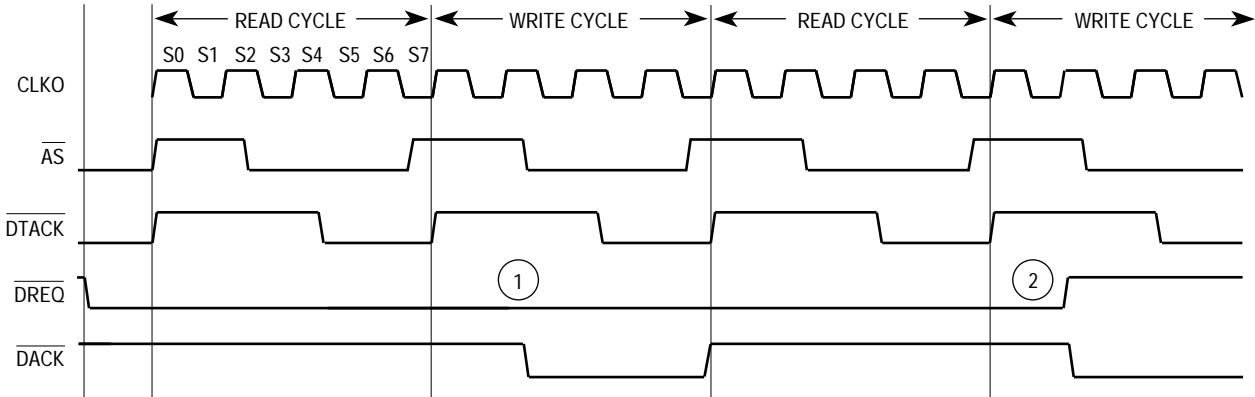 READ CYCLE WRITE CYCLE READ CYCLE WRITE CYCLE
S0 S1 S2 S3 S4 S5 S6 S7
CLKO
AS
DTACK
DREQ
1 2
DACK